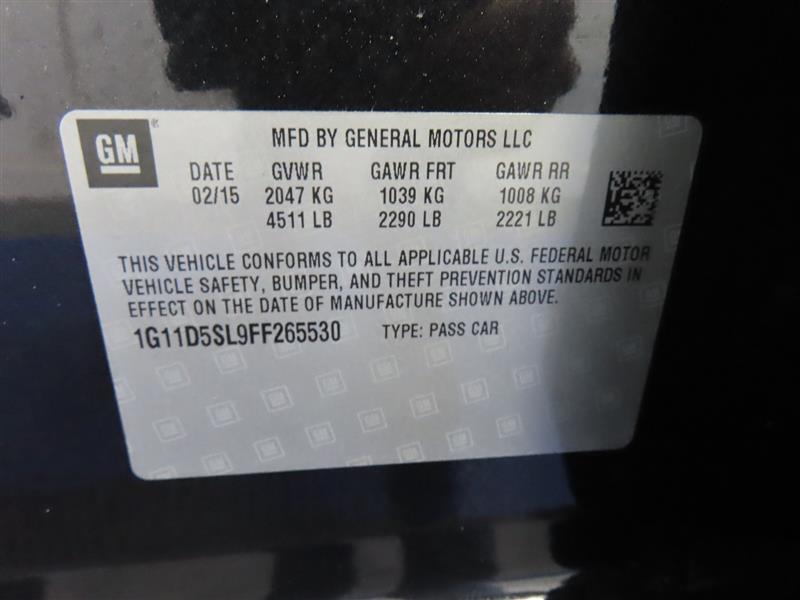 GM® MFD BY GENERAL MOTORS LLC
DATE GVWR GAWR FRT GAWR RR
02/15 2047 KG 1039 KG 1008 KG
4511 LB 2290 LB 2221 LB
THIS VEHICLE CONFORMS TO ALL APPLICABLE U.S. FEDERAL MOTOR
VEHICLE SAFETY, BUMPER, AND THEFT PREVENTION STANDARDS IN
EFFECT ON THE DATE OF MANUFACTURE SHOWN ABOVE.
1G11D5SL9FF265530 TYPE: PASS CAR